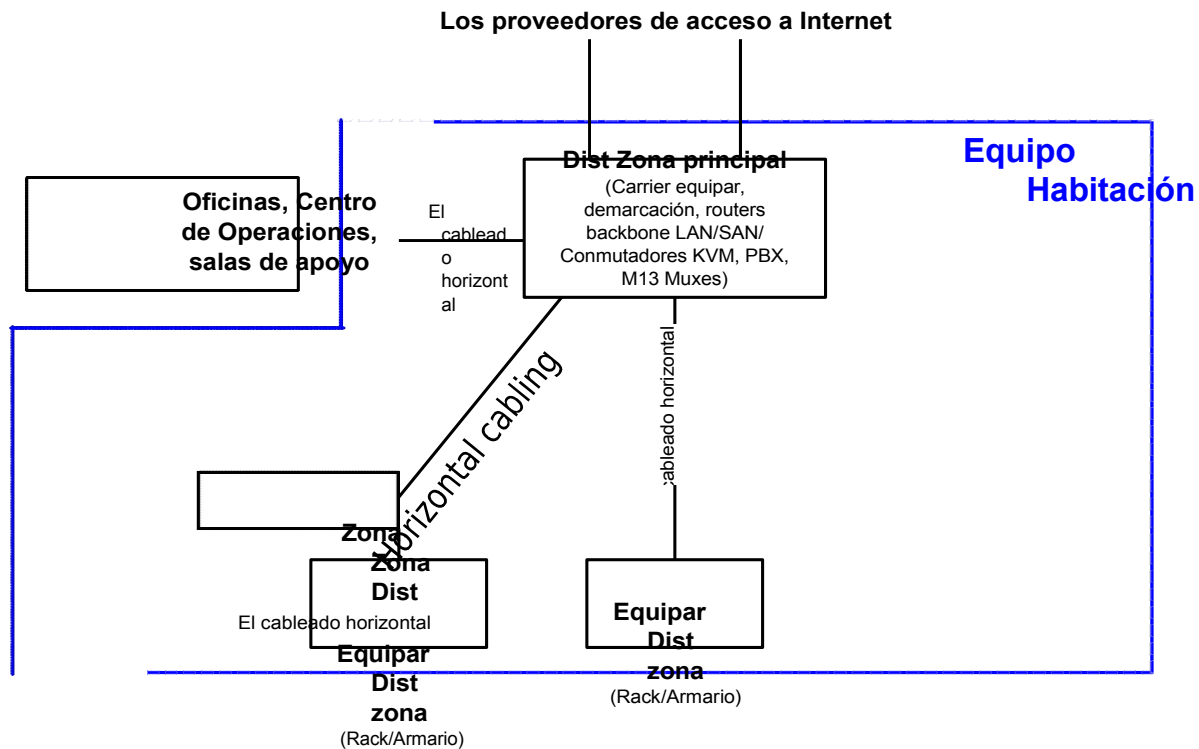 Los proveedores de acceso a Internet
Equipo
Habitación
Dist Zona principal
(Carrier equipar,
demarcación, routers
backbone LAN/SAN/
Conmutadores KVM, PBX,
M13 Muxes)
Oficinas, Centro
de Operaciones,
salas de apoyo
El
cablead
o
horizont
al
Horizontal cabling
cableado horizontal
Zona
Zona
Dist
El cableado horizontal
Equipar
Dist
zona
(Rack/Armario)
Equipar
Dist
zona
(Rack/Armario)